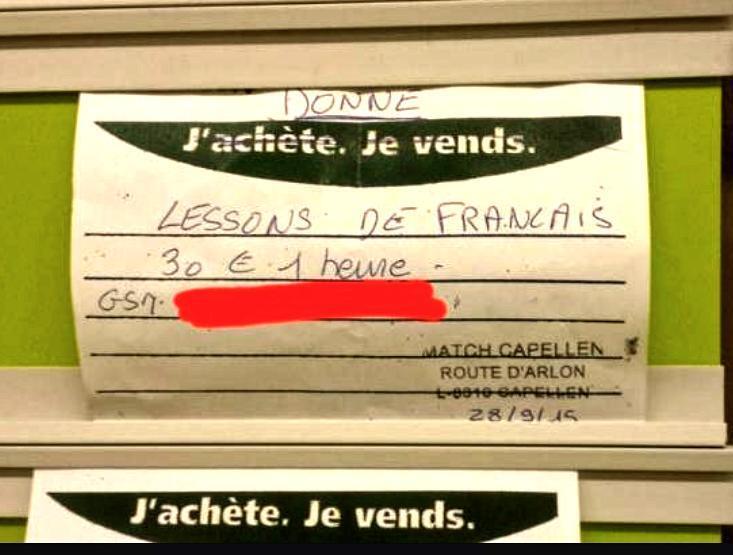 DONNE
J'achète. Je vends.
LESSONS DE FRANCAIS
30 € 1 heure -
GSM.
MATCH CAPELLEN
ROUTE D'ARLON
L-8310 CAPELLEN
28/9/15
J'achète. Je vends.